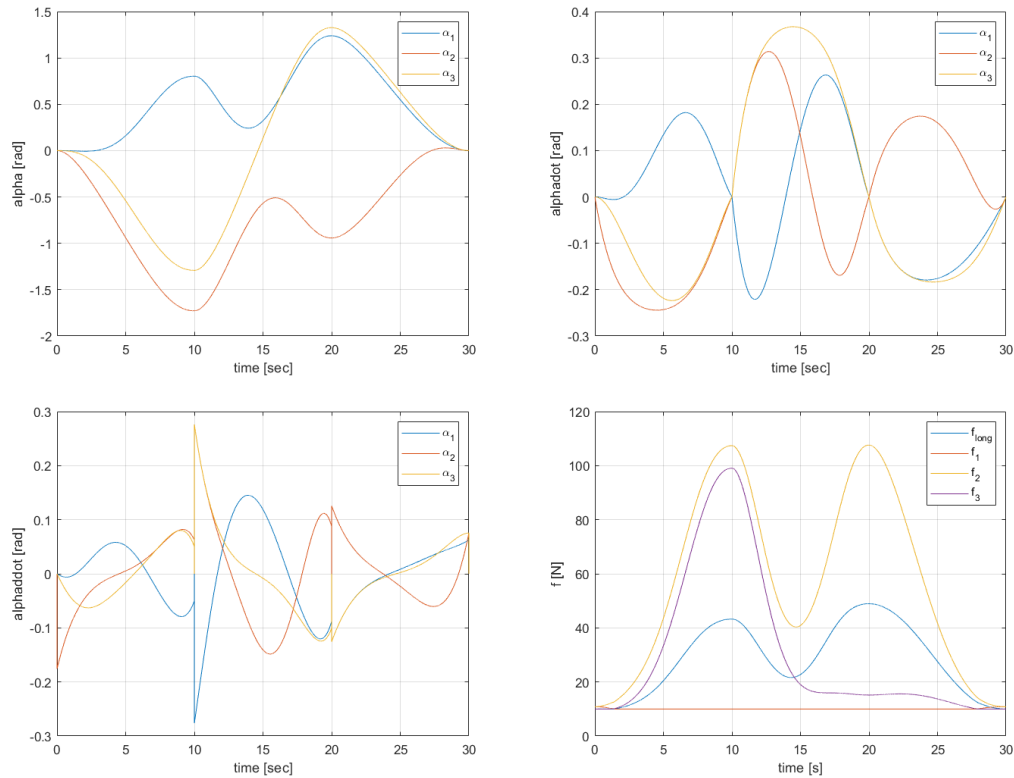 1.5
1
0.5
0
-0.5
-1
-1.5
-2
0 5 10 15 20 25 30
alpha [rad]
time [sec]
α1
α2
α3
0.4
0.3
0.2
0.1
0
-0.1
-0.2
-0.3
0 5 10 15 20 25 30
alphadot [rad]
time [sec]
α1
α2
α3
0.3
0.2
0.1
0
-0.1
-0.2
-0.3
0 5 10 15 20 25 30
alphaddot [rad]
time [sec]
α1
α2
α3
120
100
80
60
40
20
0
0 5 10 15 20 25 30
f [N]
time [s]
flong
f1
f2
f3